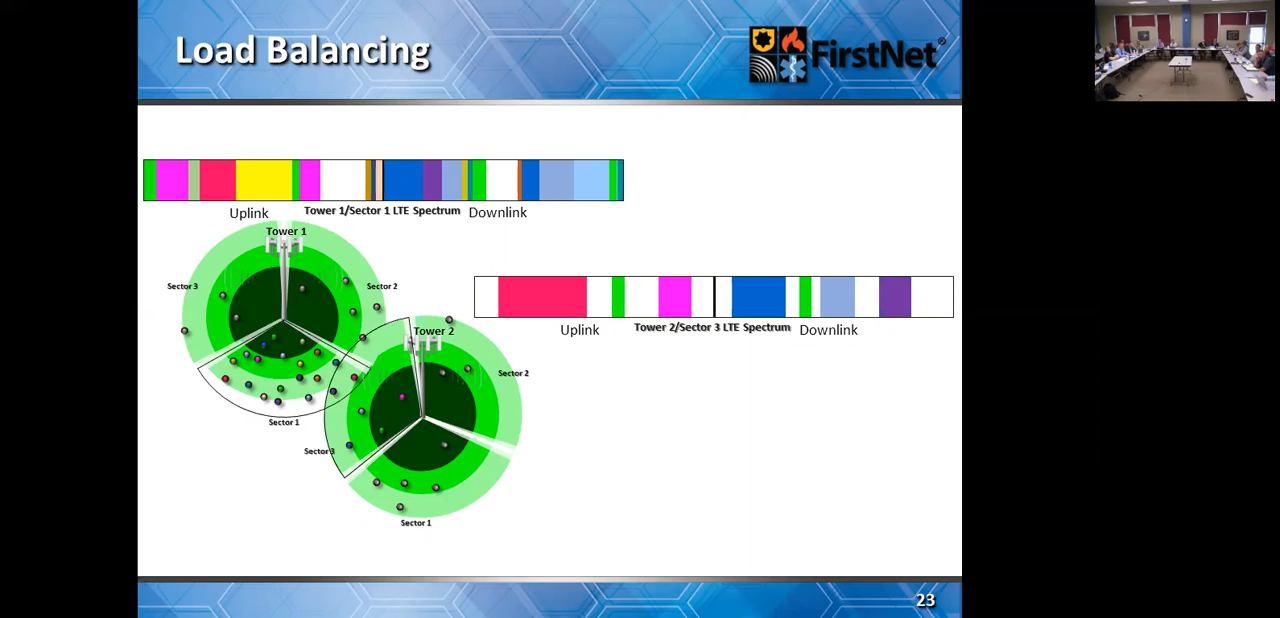 Load Balancing
FirstNet®
Uplink
Tower 1/Sector 1 LTE Spectrum
Downlink
Tower 1
Sector 3
Sector 2
Sector 1
Uplink
Tower 2/Sector 3 LTE Spectrum
Downlink
Tower 2
Sector 2
Sector 3
Sector 1
23